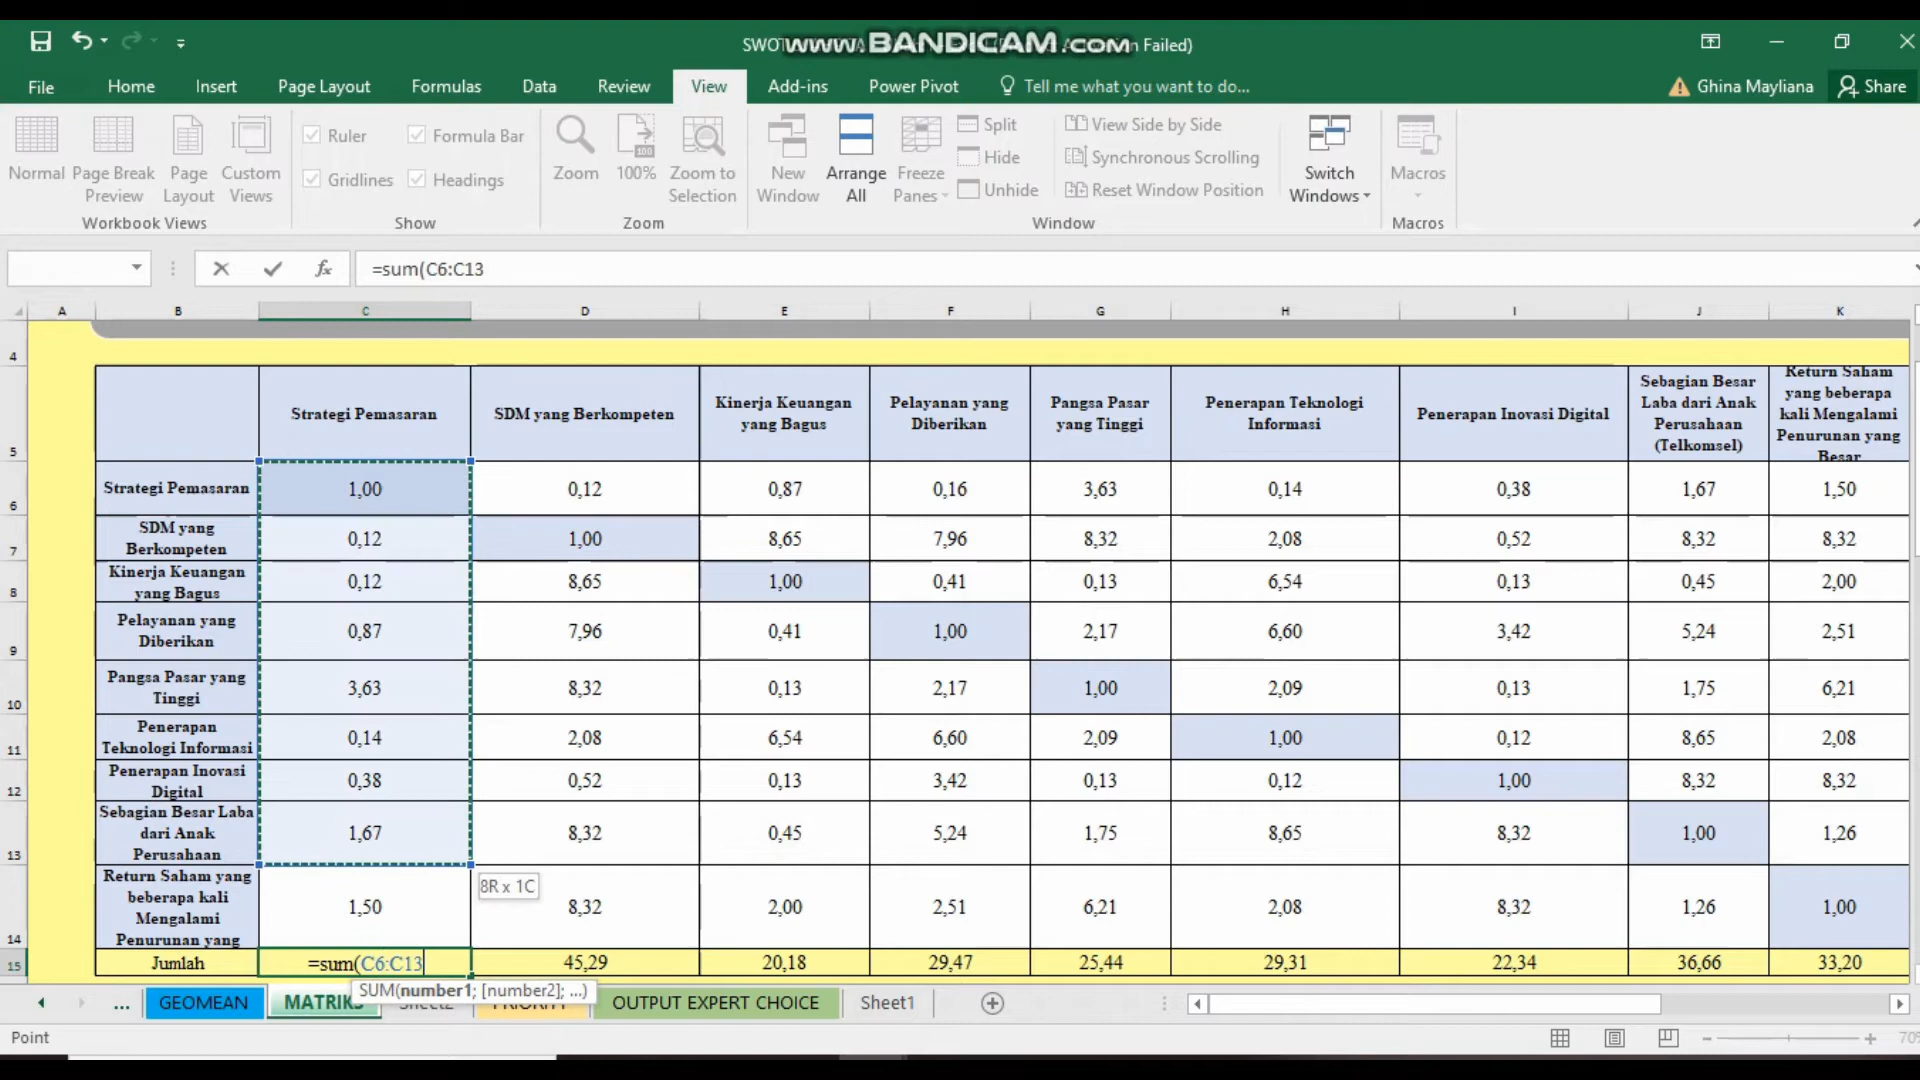 SWOT
www.BANDICAM.com
n Failed)
File
Home
Insert
Page Layout
Formulas
Data
Review
View
Add-ins
Power Pivot
Tell me what you want to do...
Ghina Mayliana
Share
Normal
Page Break
Preview
Page
Layout
Custom
Views
Workbook Views
Ruler
Formula Bar
Gridlines
Headings
Show
Zoom
100%
Zoom to
Selection
Zoom
New
Window
Arrange
All
Freeze
Panes
Split
Hide
Unhide
View Side by Side
Synchronous Scrolling
Reset Window Position
Window
Switch
Windows
Macros
Macros
fx
=sum(C6:C13
A B C D E F G H I J K
4
5
Strategi Pemasaran
SDM yang Berkompeten
Kinerja Keuangan
yang Bagus
Pelayanan yang
Diberikan
Pangsa Pasar
yang Tinggi
Penerapan Teknologi
Informasi
Penerapan Inovasi Digital
Sebagian Besar
Laba dari Anak
Perusahaan
(Telkomsel)
Return Saham
yang beberapa
kali Mengalami
Penurunan yang
Besar
6
Strategi Pemasaran
1,00 0,12 0,87 0,16 3,63 0,14 0,38 1,67 1,50
7
SDM yang
Berkompeten
0,12 1,00 8,65 7,96 8,32 2,08 0,52 8,32 8,32
8
Kinerja Keuangan
yang Bagus
0,12 8,65 1,00 0,41 0,13 6,54 0,13 0,45 2,00
9
Pelayanan yang
Diberikan
0,87 7,96 0,41 1,00 2,17 6,60 3,42 5,24 2,51
10
Pangsa Pasar yang
Tinggi
3,63 8,32 0,13 2,17 1,00 2,09 0,13 1,75 6,21
11
Penerapan
Teknologi Informasi
0,14 2,08 6,54 6,60 2,09 1,00 0,12 8,65 2,08
12
Penerapan Inovasi
Digital
0,38 0,52 0,13 3,42 0,13 0,12 1,00 8,32 8,32
13
Sebagian Besar Laba
dari Anak
Perusahaan
1,67 8,32 0,45 5,24 1,75 8,65 8,32 1,00 1,26
14
Return Saham yang
beberapa kali
Mengalami
Penurunan yang
1,50 8,32 2,00 2,51 6,21 2,08 8,32 1,26 1,00
8R x 1C
15
Jumlah
=sum(C6:C13 45,29 20,18 29,47 25,44 29,31 22,34 36,66 33,20
SUM(number1; [number2]; ...)
...
GEOMEAN
MATRIKS
Sheet2
PRIORITY
OUTPUT EXPERT CHOICE
Sheet1
Point
70%